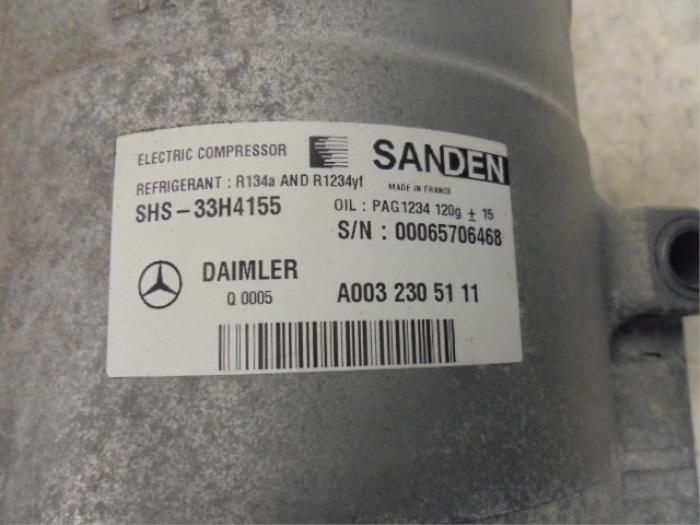 ELECTRIC COMPRESSOR SANDEN
REFRIGERANT : R134a AND R1234yf MADE IN FRANCE
SHS-33H4155 OIL : PAG1234 120g ± 15
S/N : 00065706468
DAIMLER
Q 0005 A003 230 51 11